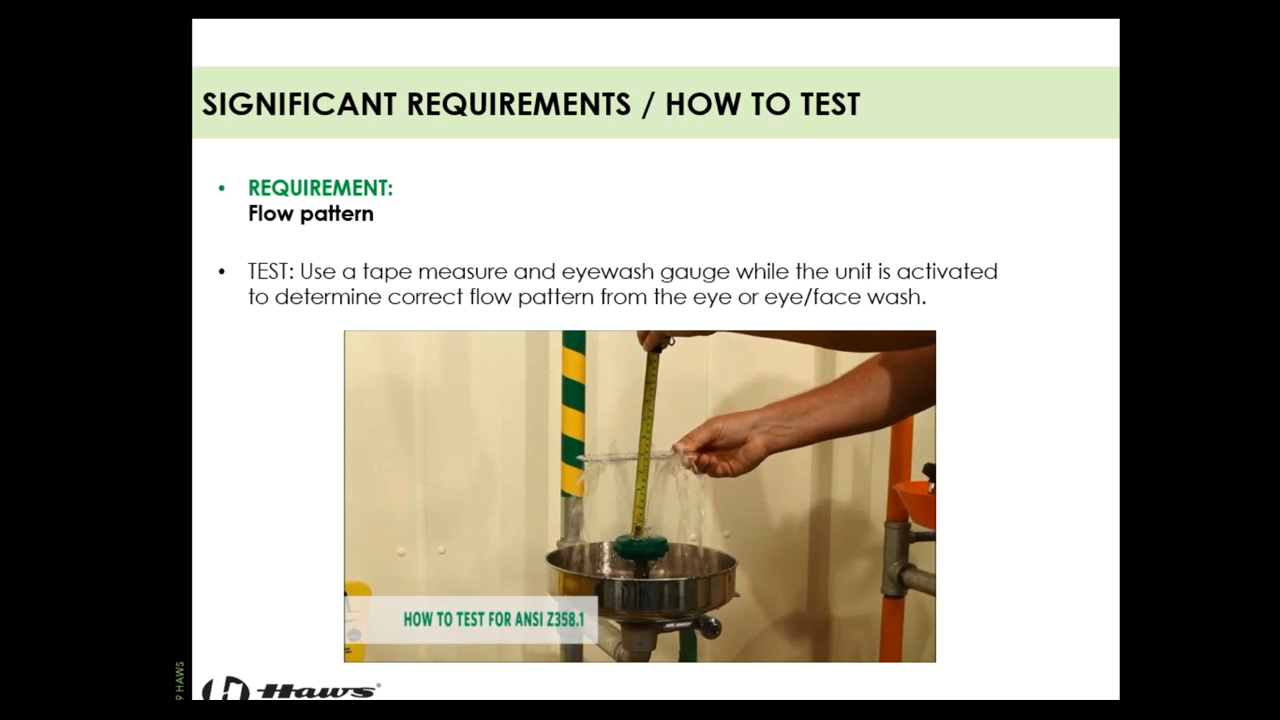 SIGNIFICANT REQUIREMENTS / HOW TO TEST
• REQUIREMENT:
Flow pattern
• TEST: Use a tape measure and eyewash gauge while the unit is activated
to determine correct flow pattern from the eye or eye/face wash.
HOW TO TEST FOR ANSI Z358.1
9 HAWS
Haws®